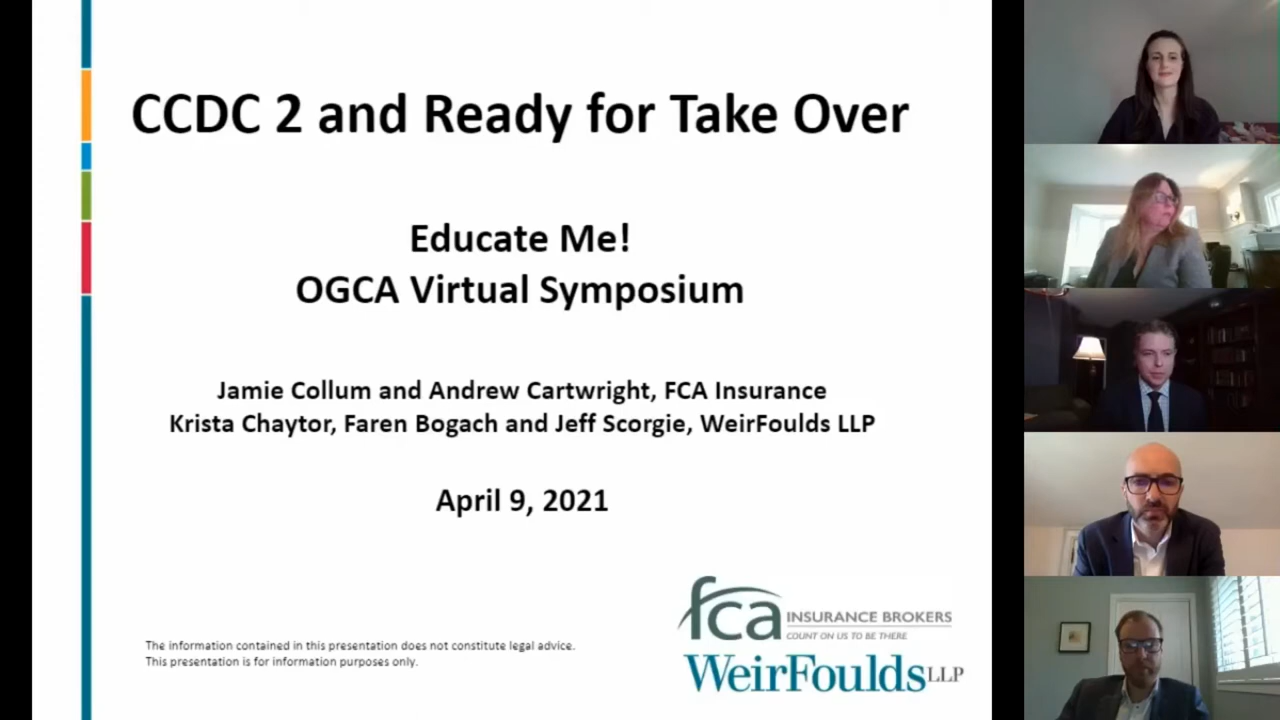 CCDC 2 and Ready for Take Over
Educate Me!
OGCA Virtual Symposium
Jamie Collum and Andrew Cartwright, FCA Insurance
Krista Chaytor, Faren Bogach and Jeff Scorgie, WeirFoulds LLP
April 9, 2021
The information contained in this presentation does not constitute legal advice.
This presentation is for information purposes only.
fca INSURANCE BROKERS
COUNT ON US TO BE THERE
WeirFoulds LLP